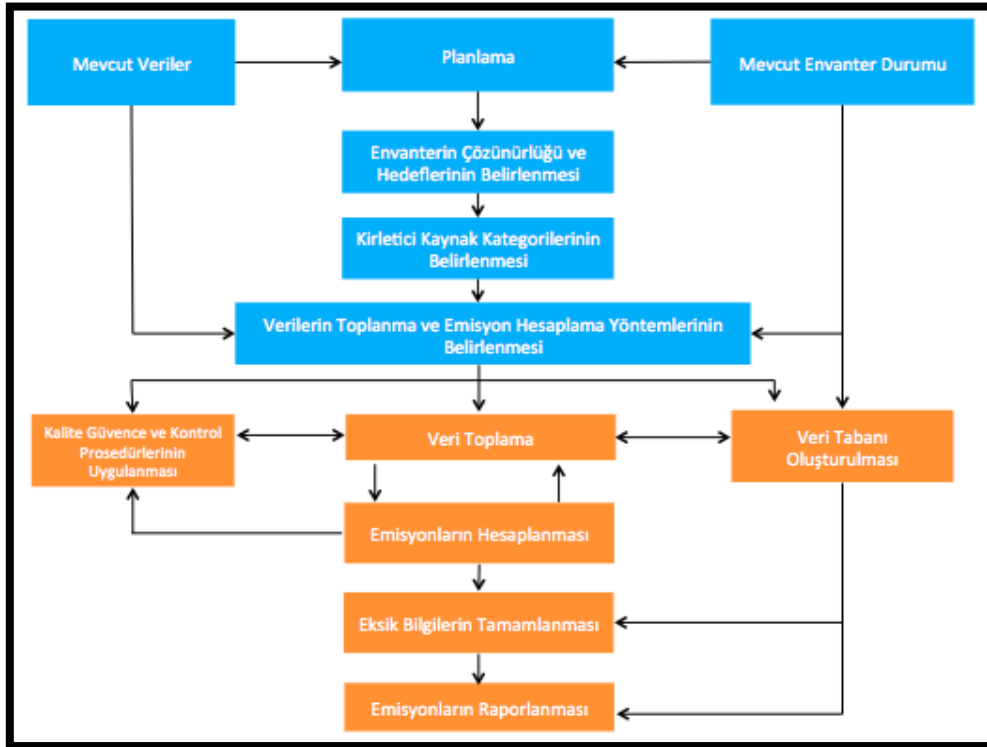 Mevcut Veriler
Planlama
Mevcut Envanter Durumu
Envanterin Çözünürlüğü ve
Hedeflerinin Belirlenmesi
Kirletici Kaynak Kategorilerinin
Belirlenmesi
Verilerin Toplanma ve Emisyon Hesaplama Yöntemlerinin
Belirlenmesi
Kalite Güvence ve Kontrol
Prosedürlerinin
Uygulanması
Veri Toplama
Veri Tabanı
Oluşturulması
Emisyonların Hesaplanması
Eksik Bilgilerin Tamamlanması
Emisyonların Raporlanması